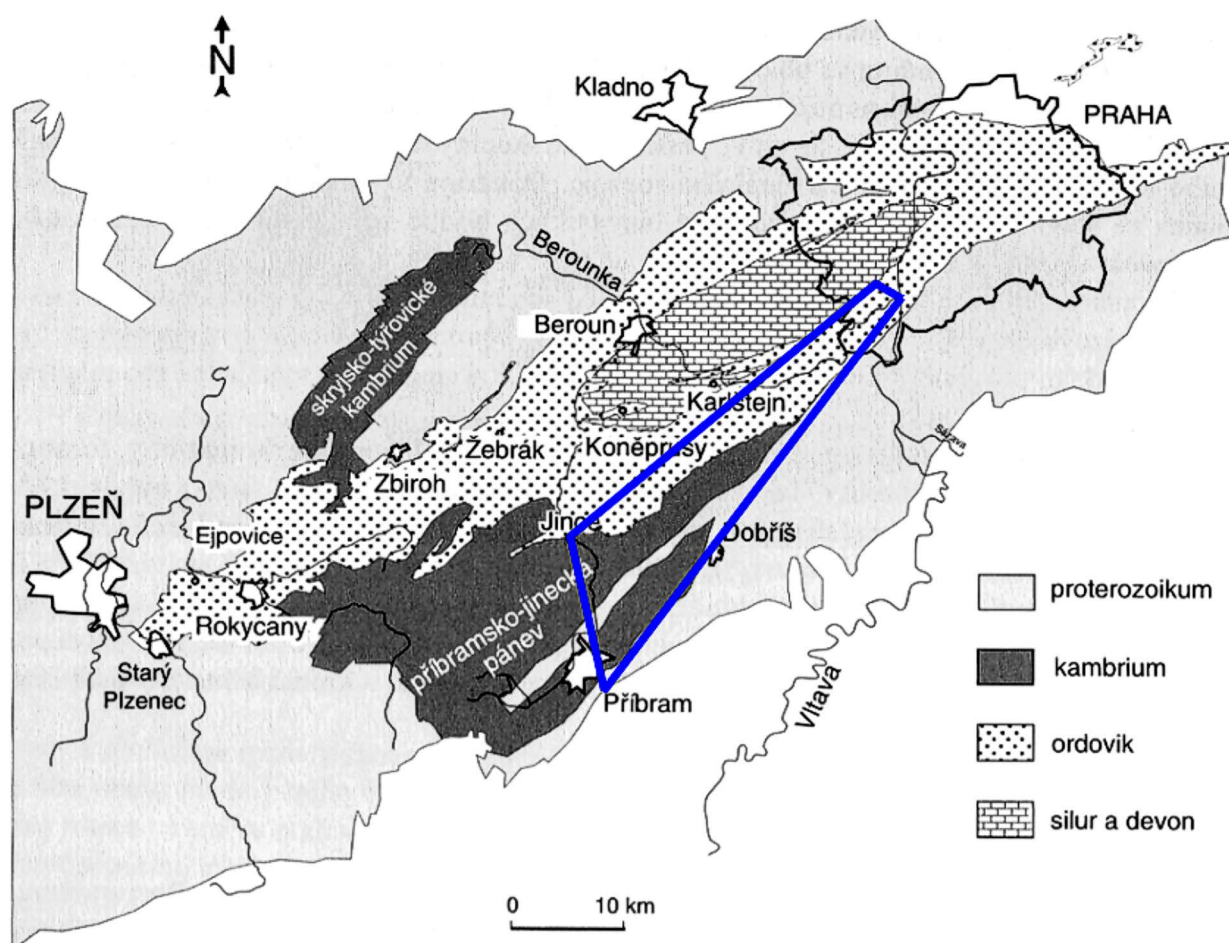 N
Kladno
PRAHA
Berounka
Beroun
skryjsko-týřovické
kambrium
Karlštejn
Žebrák
Koněprusy
Sázava
Zbiroh
PLZEŇ
Jince
Dobříš
Ejpovice
příbramsko-jinecká
pánev
Rokycany
Starý
Plzenec
Příbram
Vltava
proterozoikum
kambrium
ordovik
silur a devon
0 10 km